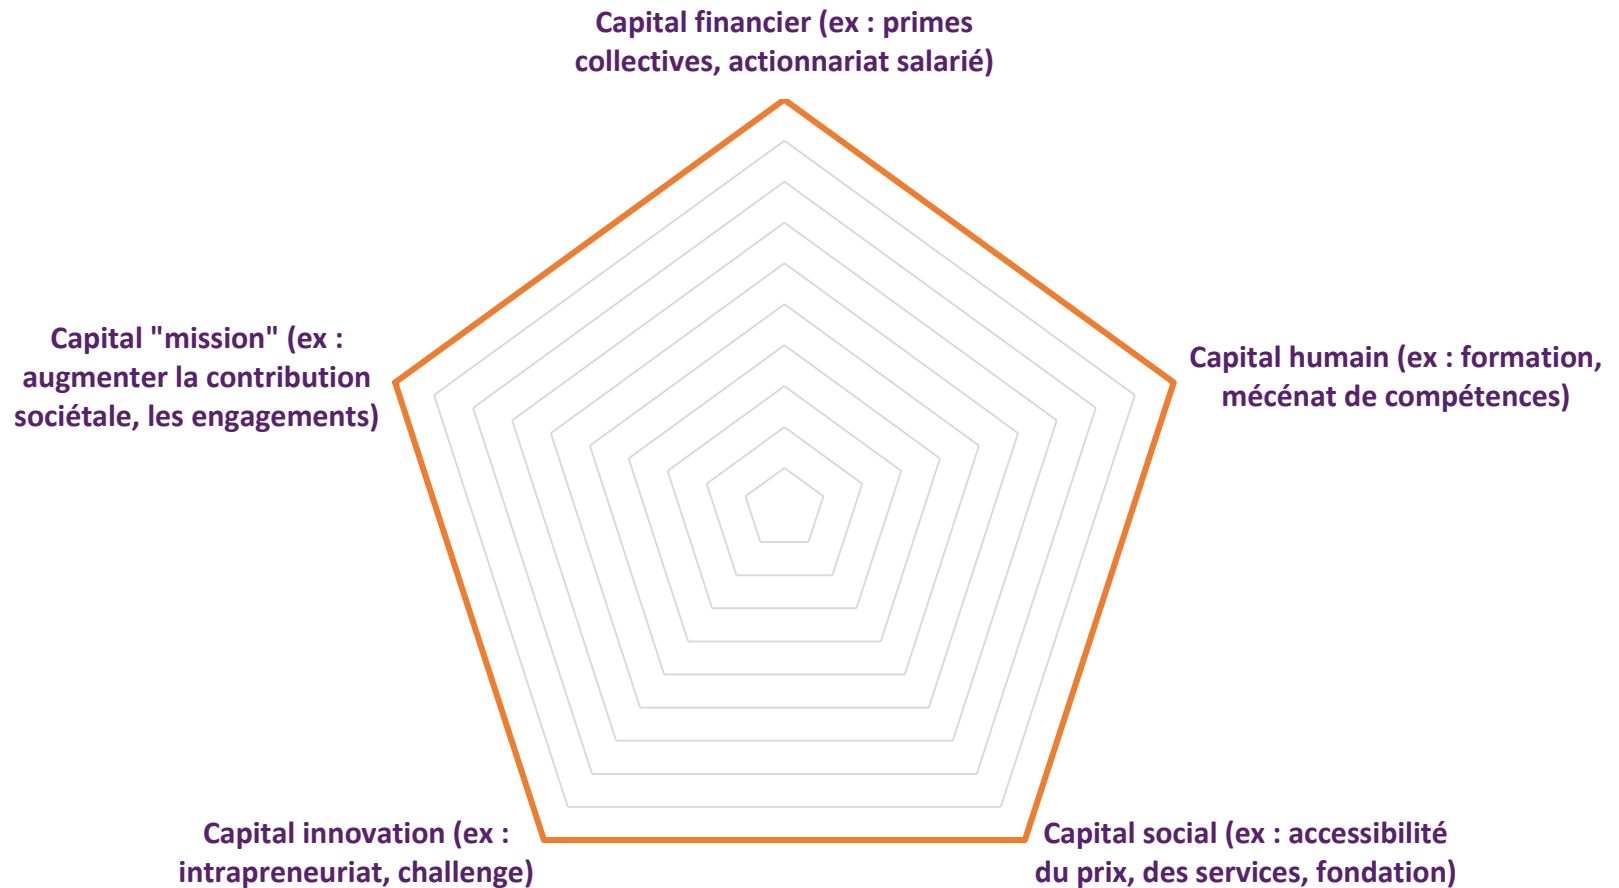 Capital financier (ex : primes
collectives, actionnariat salarié)
Capital "mission" (ex :
augmenter la contribution
sociétale, les engagements)
Capital humain (ex : formation,
mécénat de compétences)
Capital innovation (ex :
intrapreneuriat, challenge)
Capital social (ex : accessibilité
du prix, des services, fondation)